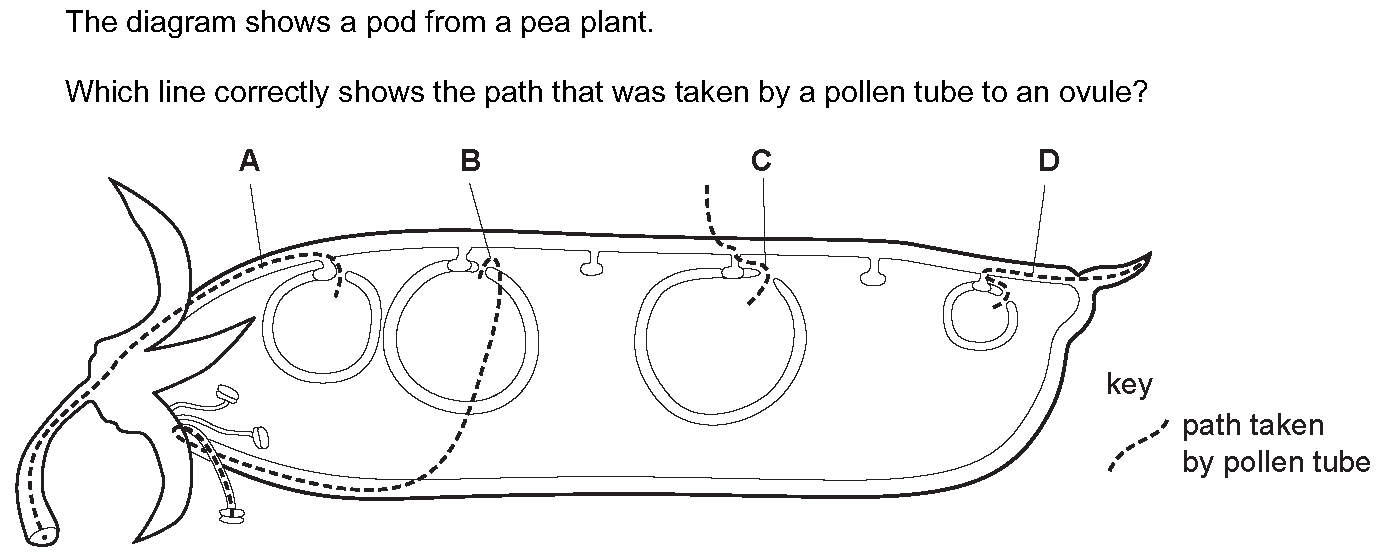 The diagram shows a pod from a pea plant.
Which line correctly shows the path that was taken by a pollen tube to an ovule?
A B C D
key
path taken
by pollen tube